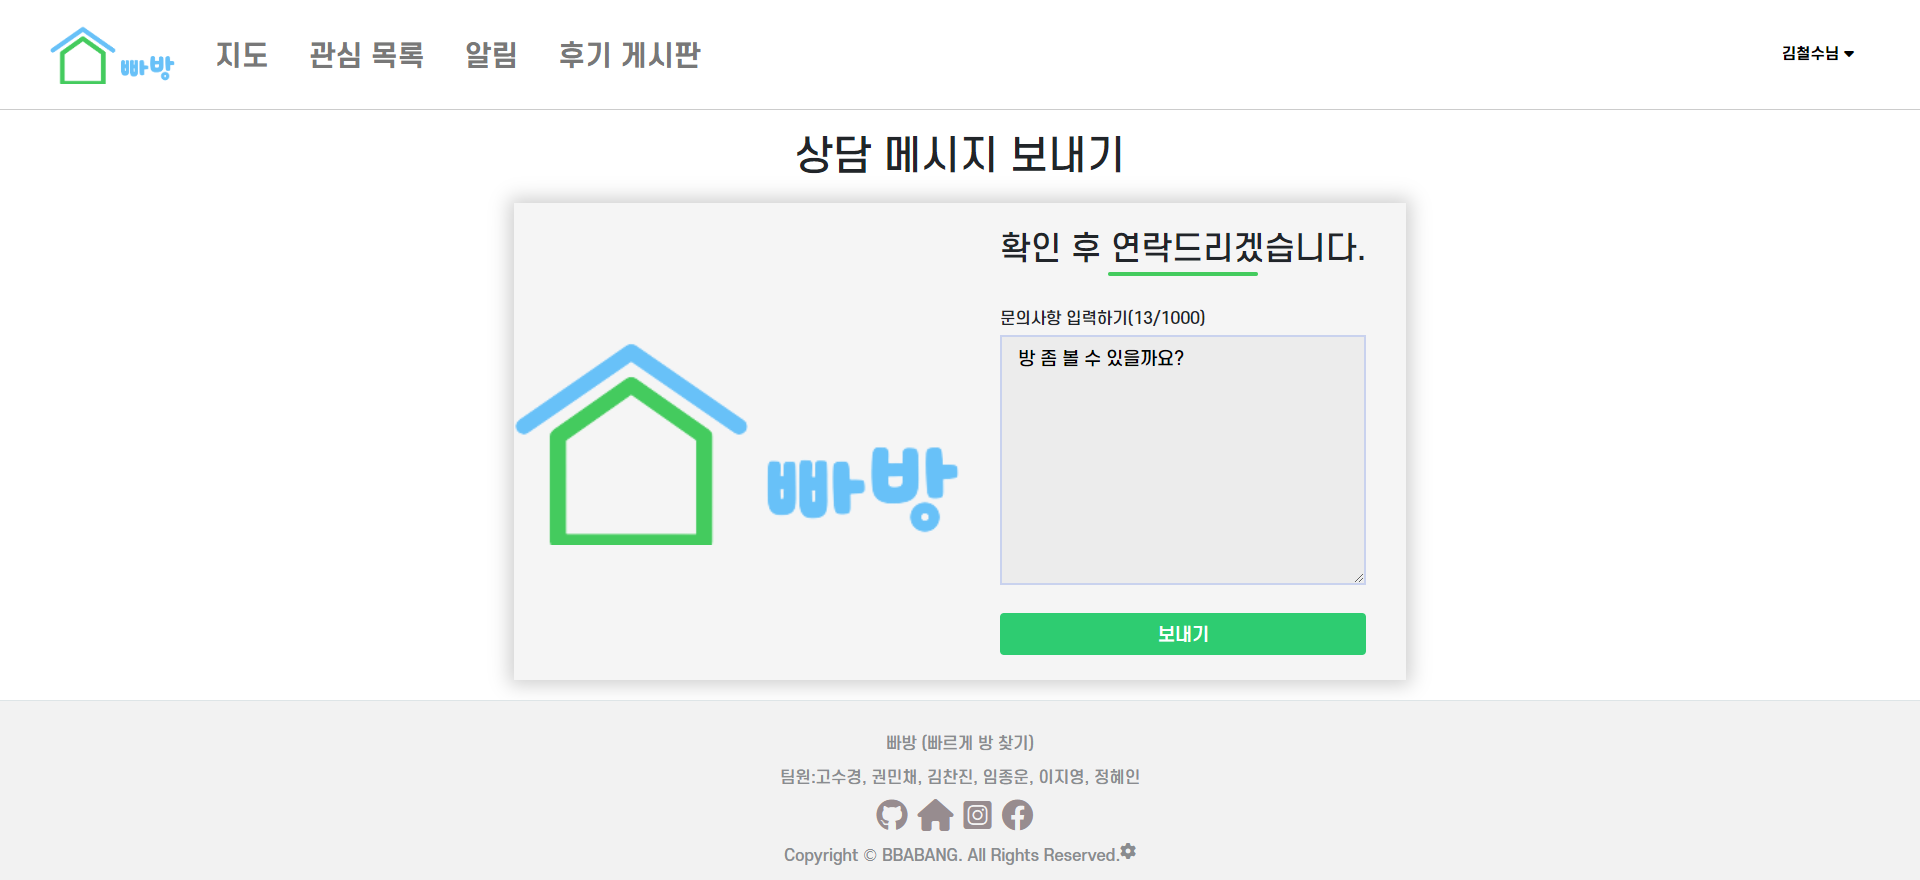 빠방 지도 관심 목록 알림 후기 게시판 김철수님
상담 메시지 보내기
확인 후 연락드리겠습니다.
문의사항 입력하기(13/1000)
방 좀 볼 수 있을까요?
빠방
보내기
빠방 (빠르게 방 찾기)
팀원:고수경, 권민채, 김찬진, 임종운, 이지영, 정혜인
Copyright © BBABANG. All Rights Reserved.